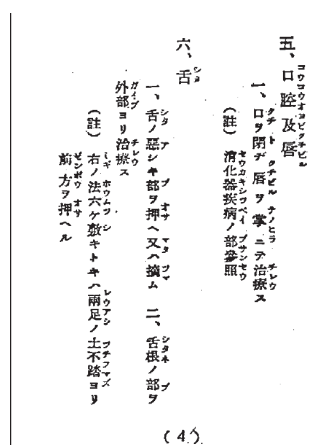 五、口腔及唇
一、口ヲ閉ヂ唇ヲ掌ニテ治療ス
(註) 消化器疾病ノ部參照
六、舌
一、舌ノ惡シキ部ヲ押ヘ又ハ摘ム 二、舌根ノ部ヲ
外部ヨリ治療ス
(註) 右ノ法六ケ敷キトキハ兩足ノ土不踏ヨリ
前方ヲ押ヘル
(4)